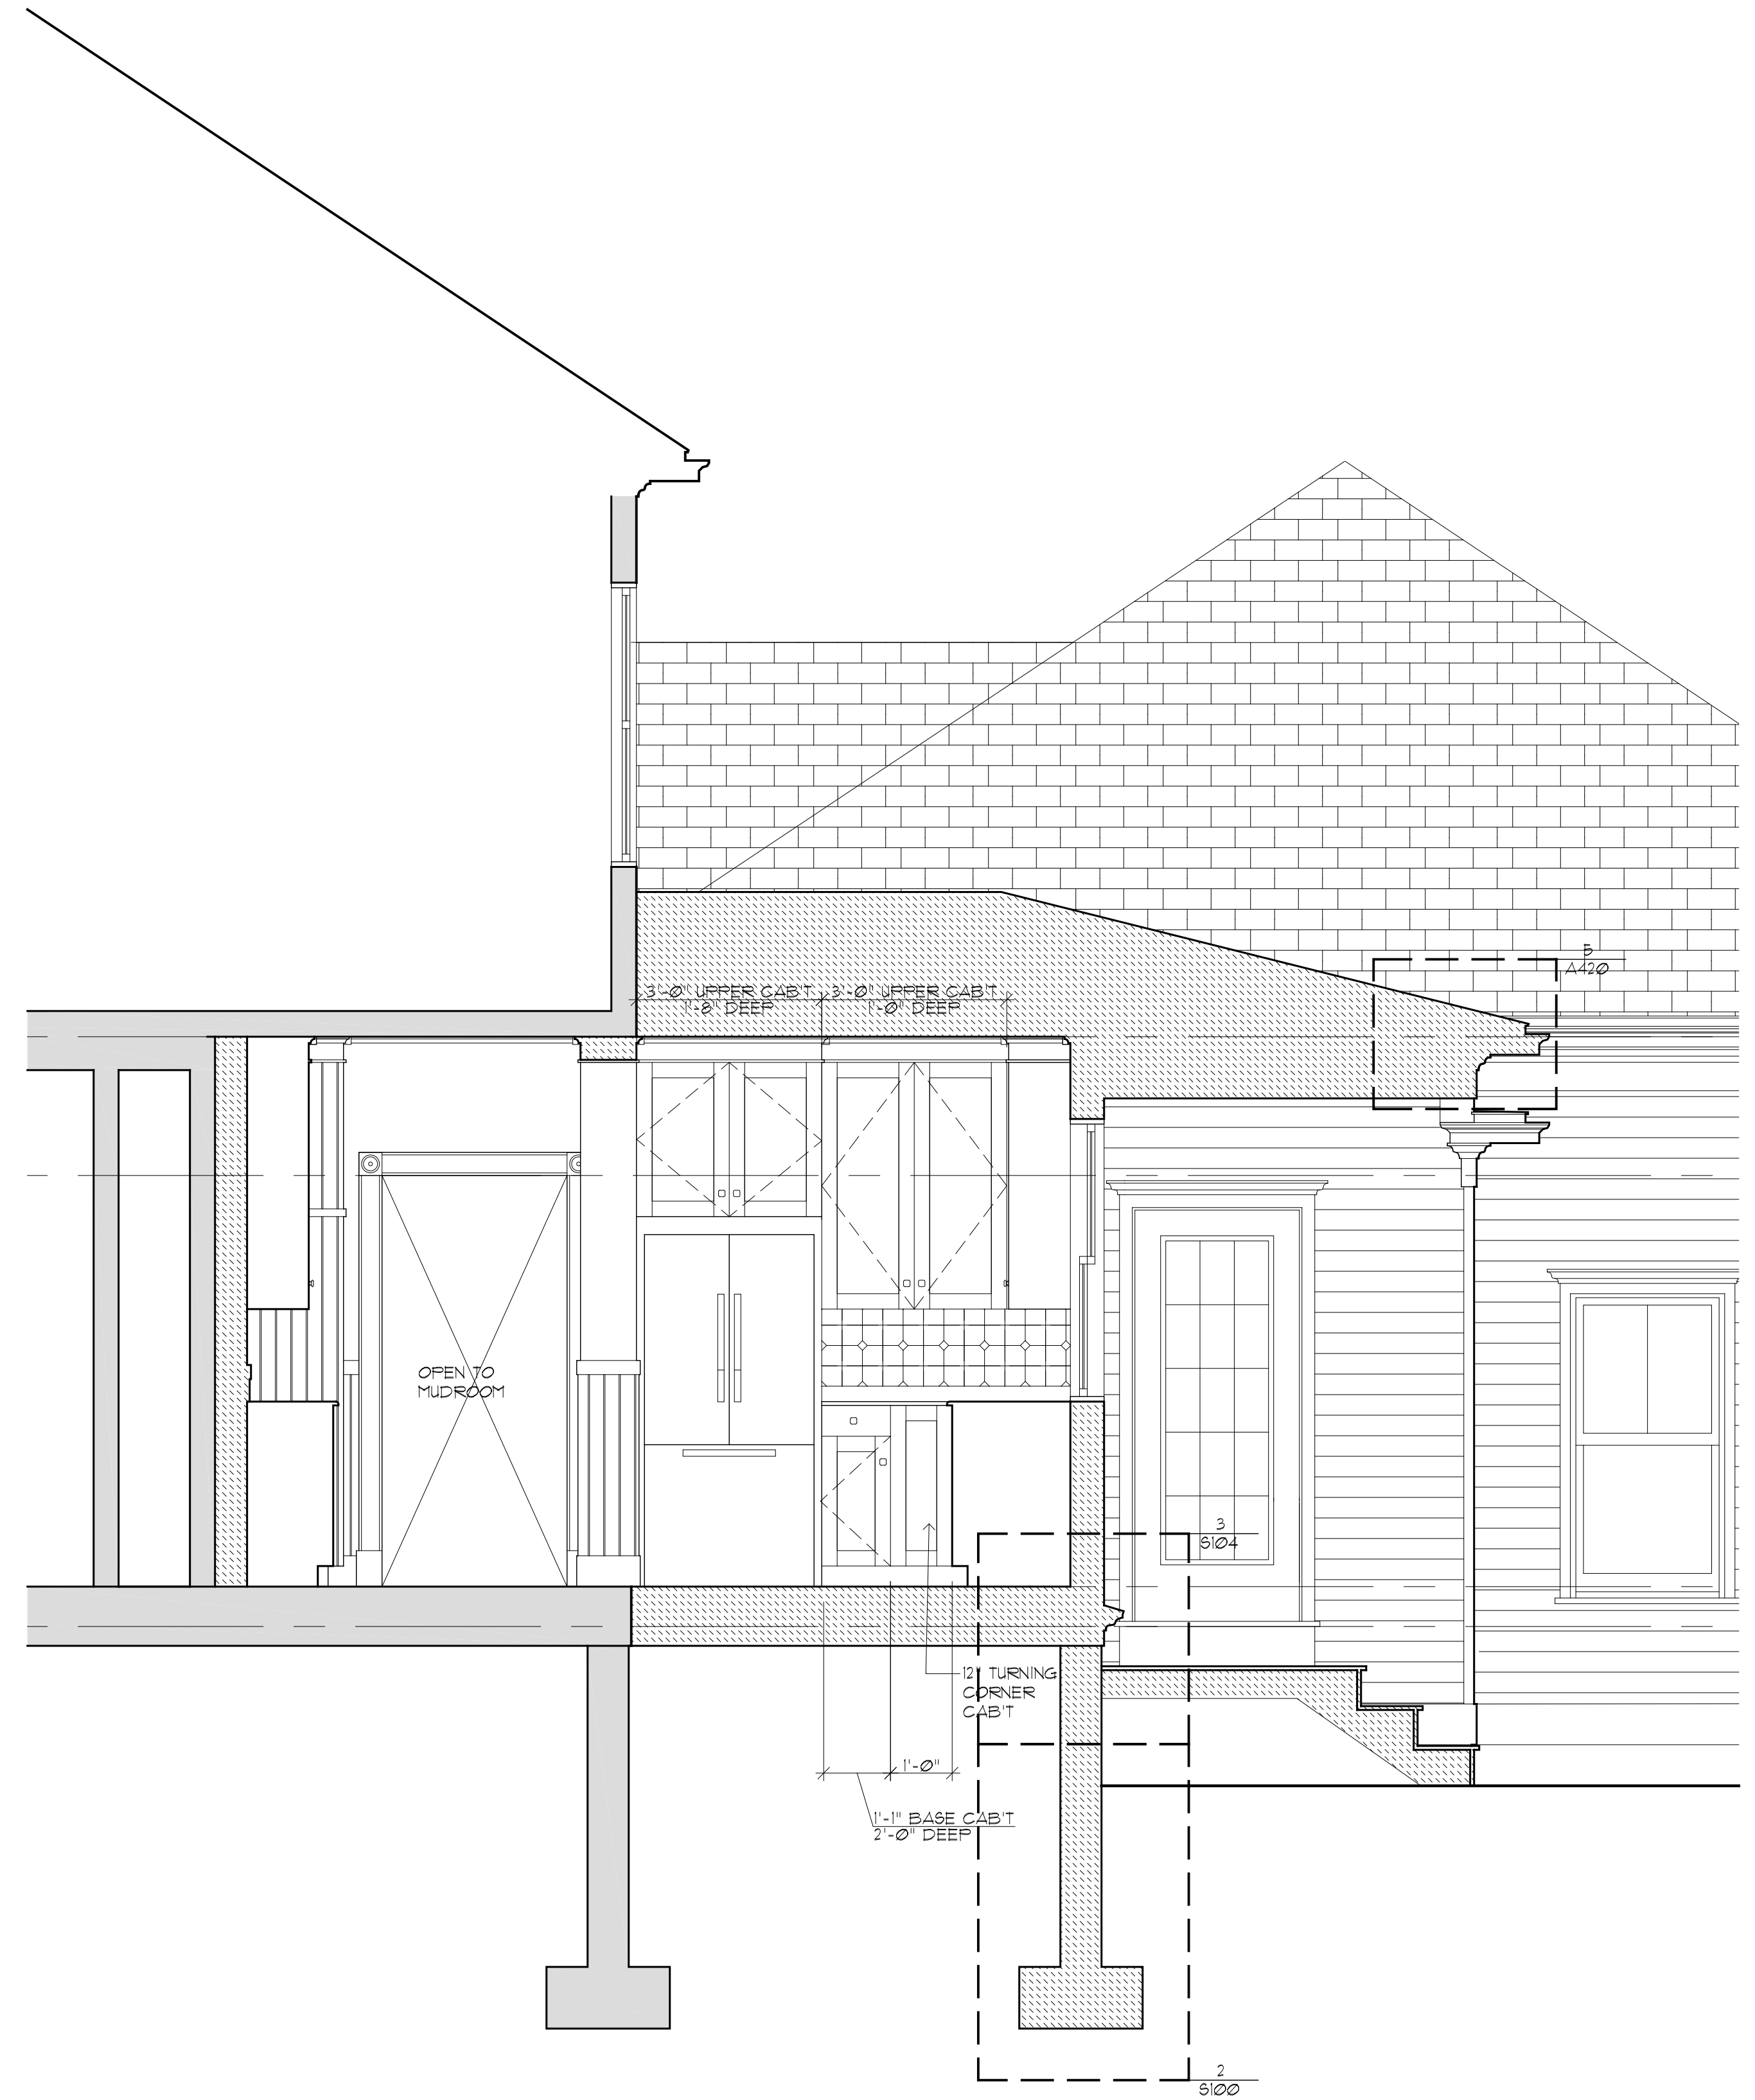 5
A420
3'-0" UPPER CAB'T
1'-8" DEEP
3'-0" UPPER CAB'T
1'-0" DEEP
OPEN TO
MUDROOM
3
S104
12" TURNING
CORNER
CAB'T
1'-0"
1'-1" BASE CAB'T
2'-0" DEEP
2
S100